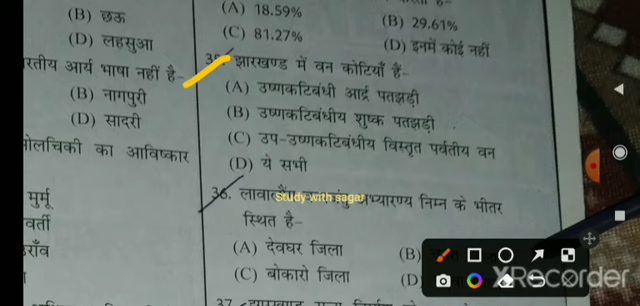 (B) छऊ
(D) लहसुआ
रतीय आर्य भाषा नहीं है-
(B) नागपुरी
(D) सादरी
का आविष्कार
मुर्मू
(A) 18.59%
(B) 29.61%
(C) 81.27%
(D) इनमें कोई नहीं
35. झारखण्ड में वन कोटियाँ हैं-
(A) उष्णकटिबंधी आर्द्र पतझड़ी
(B) उष्णकटिबंधीय शुष्क पतझड़ी
(C) उप-उष्णकटिबंधीय विस्तृत पर्वतीय वन
(D) ये सभी
36. अभ्यारण्य निम्न के भीतर
Study with sagar
स्थित है-
(A) देवघर जिला
(B)
(C) बोकारो जिला
(D)
37
XRecorder